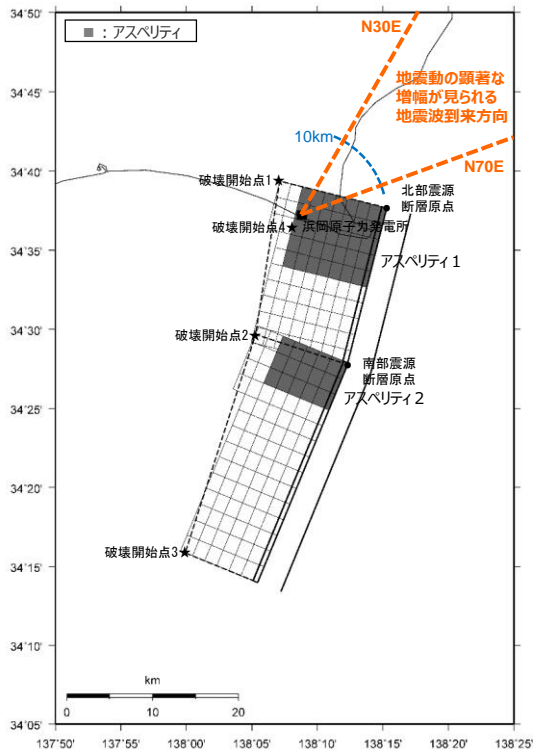 ■ : アスペリティ
34°50'
34°45'
34°40'
34°35'
34°30'
34°25'
34°20'
34°15'
34°10'
34°05'
N30E
地震動の顕著な
増幅が見られる
地震波到来方向
10km
N70E
破壊開始点1
北部震源
断層原点
破壊開始点4
浜岡原子力発電所
アスペリティ1
破壊開始点2
南部震源
断層原点
アスペリティ2
破壊開始点3
km
0 10 20
137°50' 137°55' 138°00' 138°05' 138°10' 138°15' 138°20' 138°25'